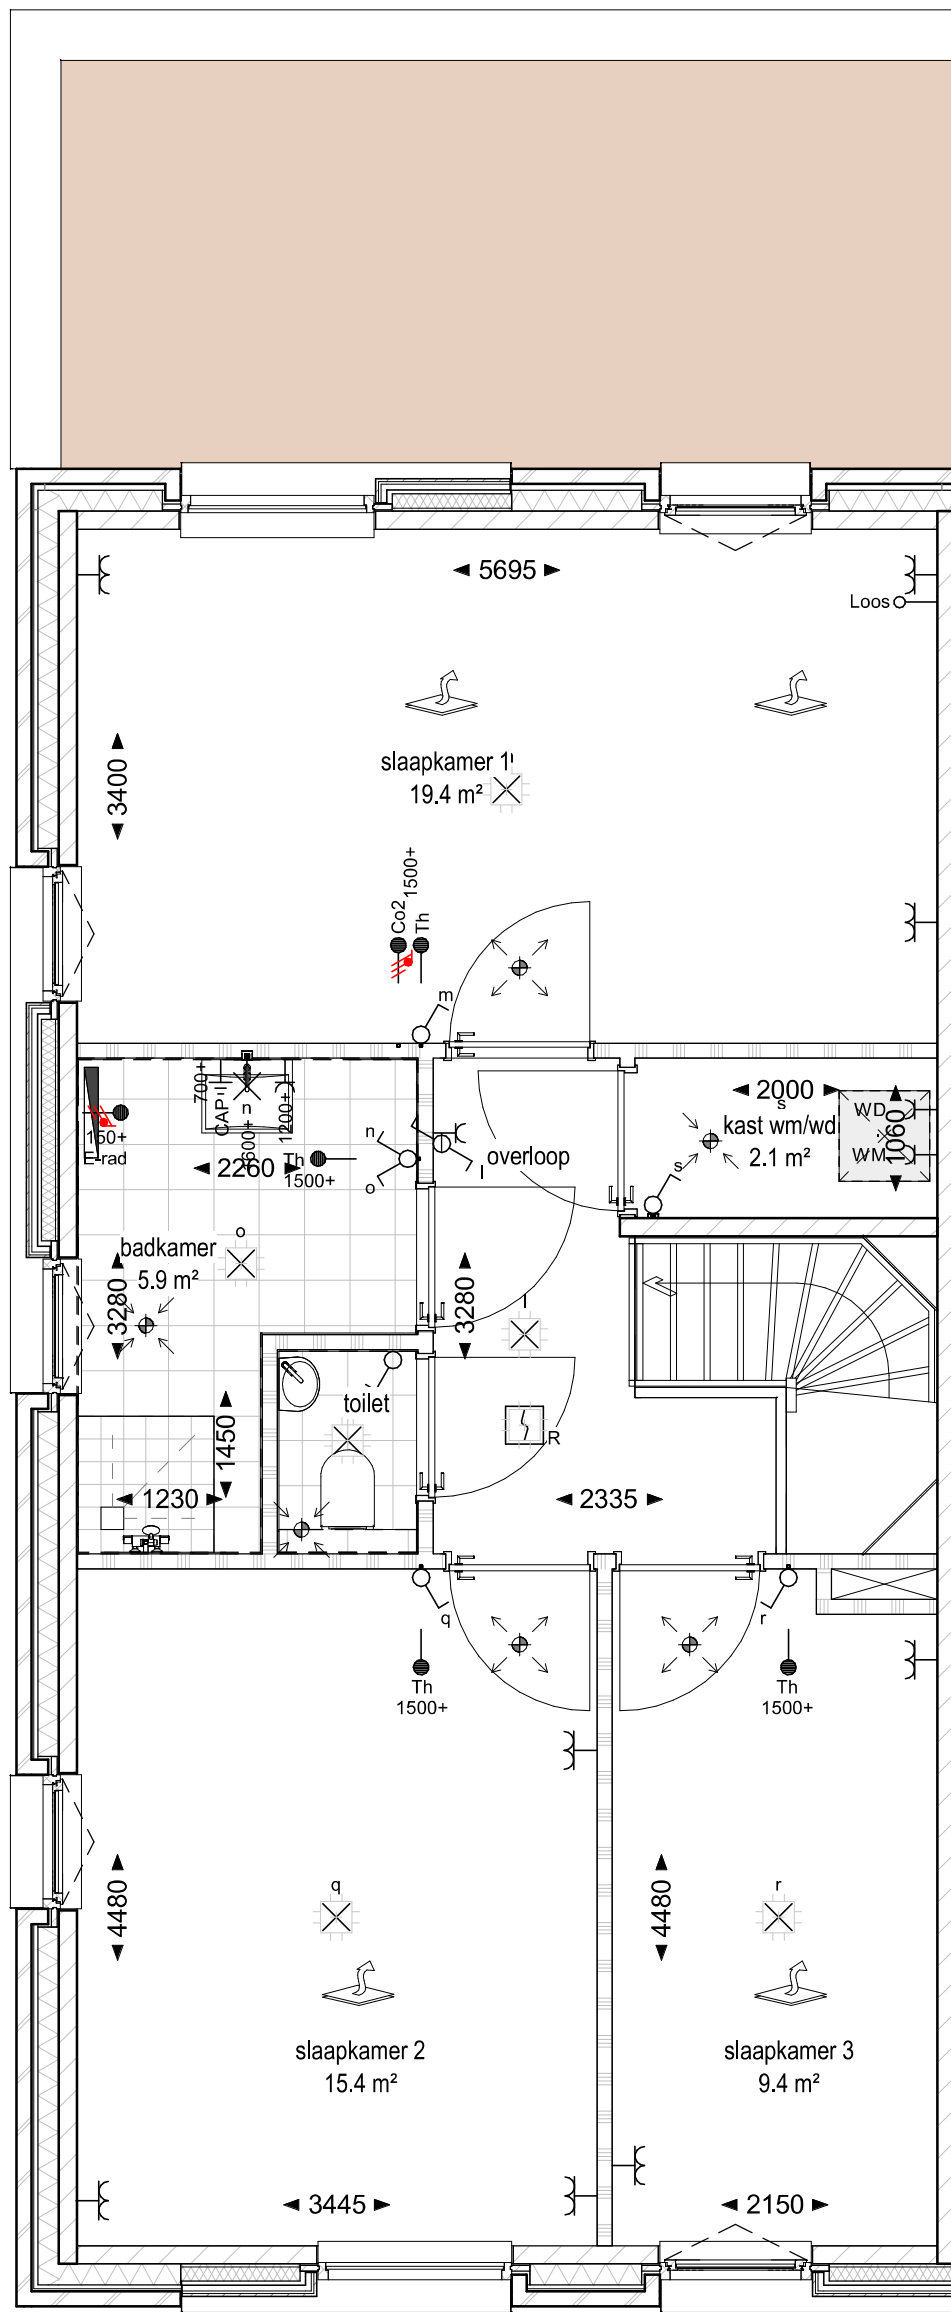 5695
Loos
slaapkamer 1
19.4 m²
3400
Co2
1500+
Th
m
700+
CAP
n
1200+
150+
E-rad
2260
Th
1500+
n
o
l
overloop
2000
s
kast wm/wd
2.1 m²
WD
WM
1060
s
badkamer
5.9 m²
o
3280
3280
l
toilet
1450
1230
R
2335
q
r
Th
1500+
Th
1500+
q
r
4480
4480
slaapkamer 2
15.4 m²
slaapkamer 3
9.4 m²
3445
2150